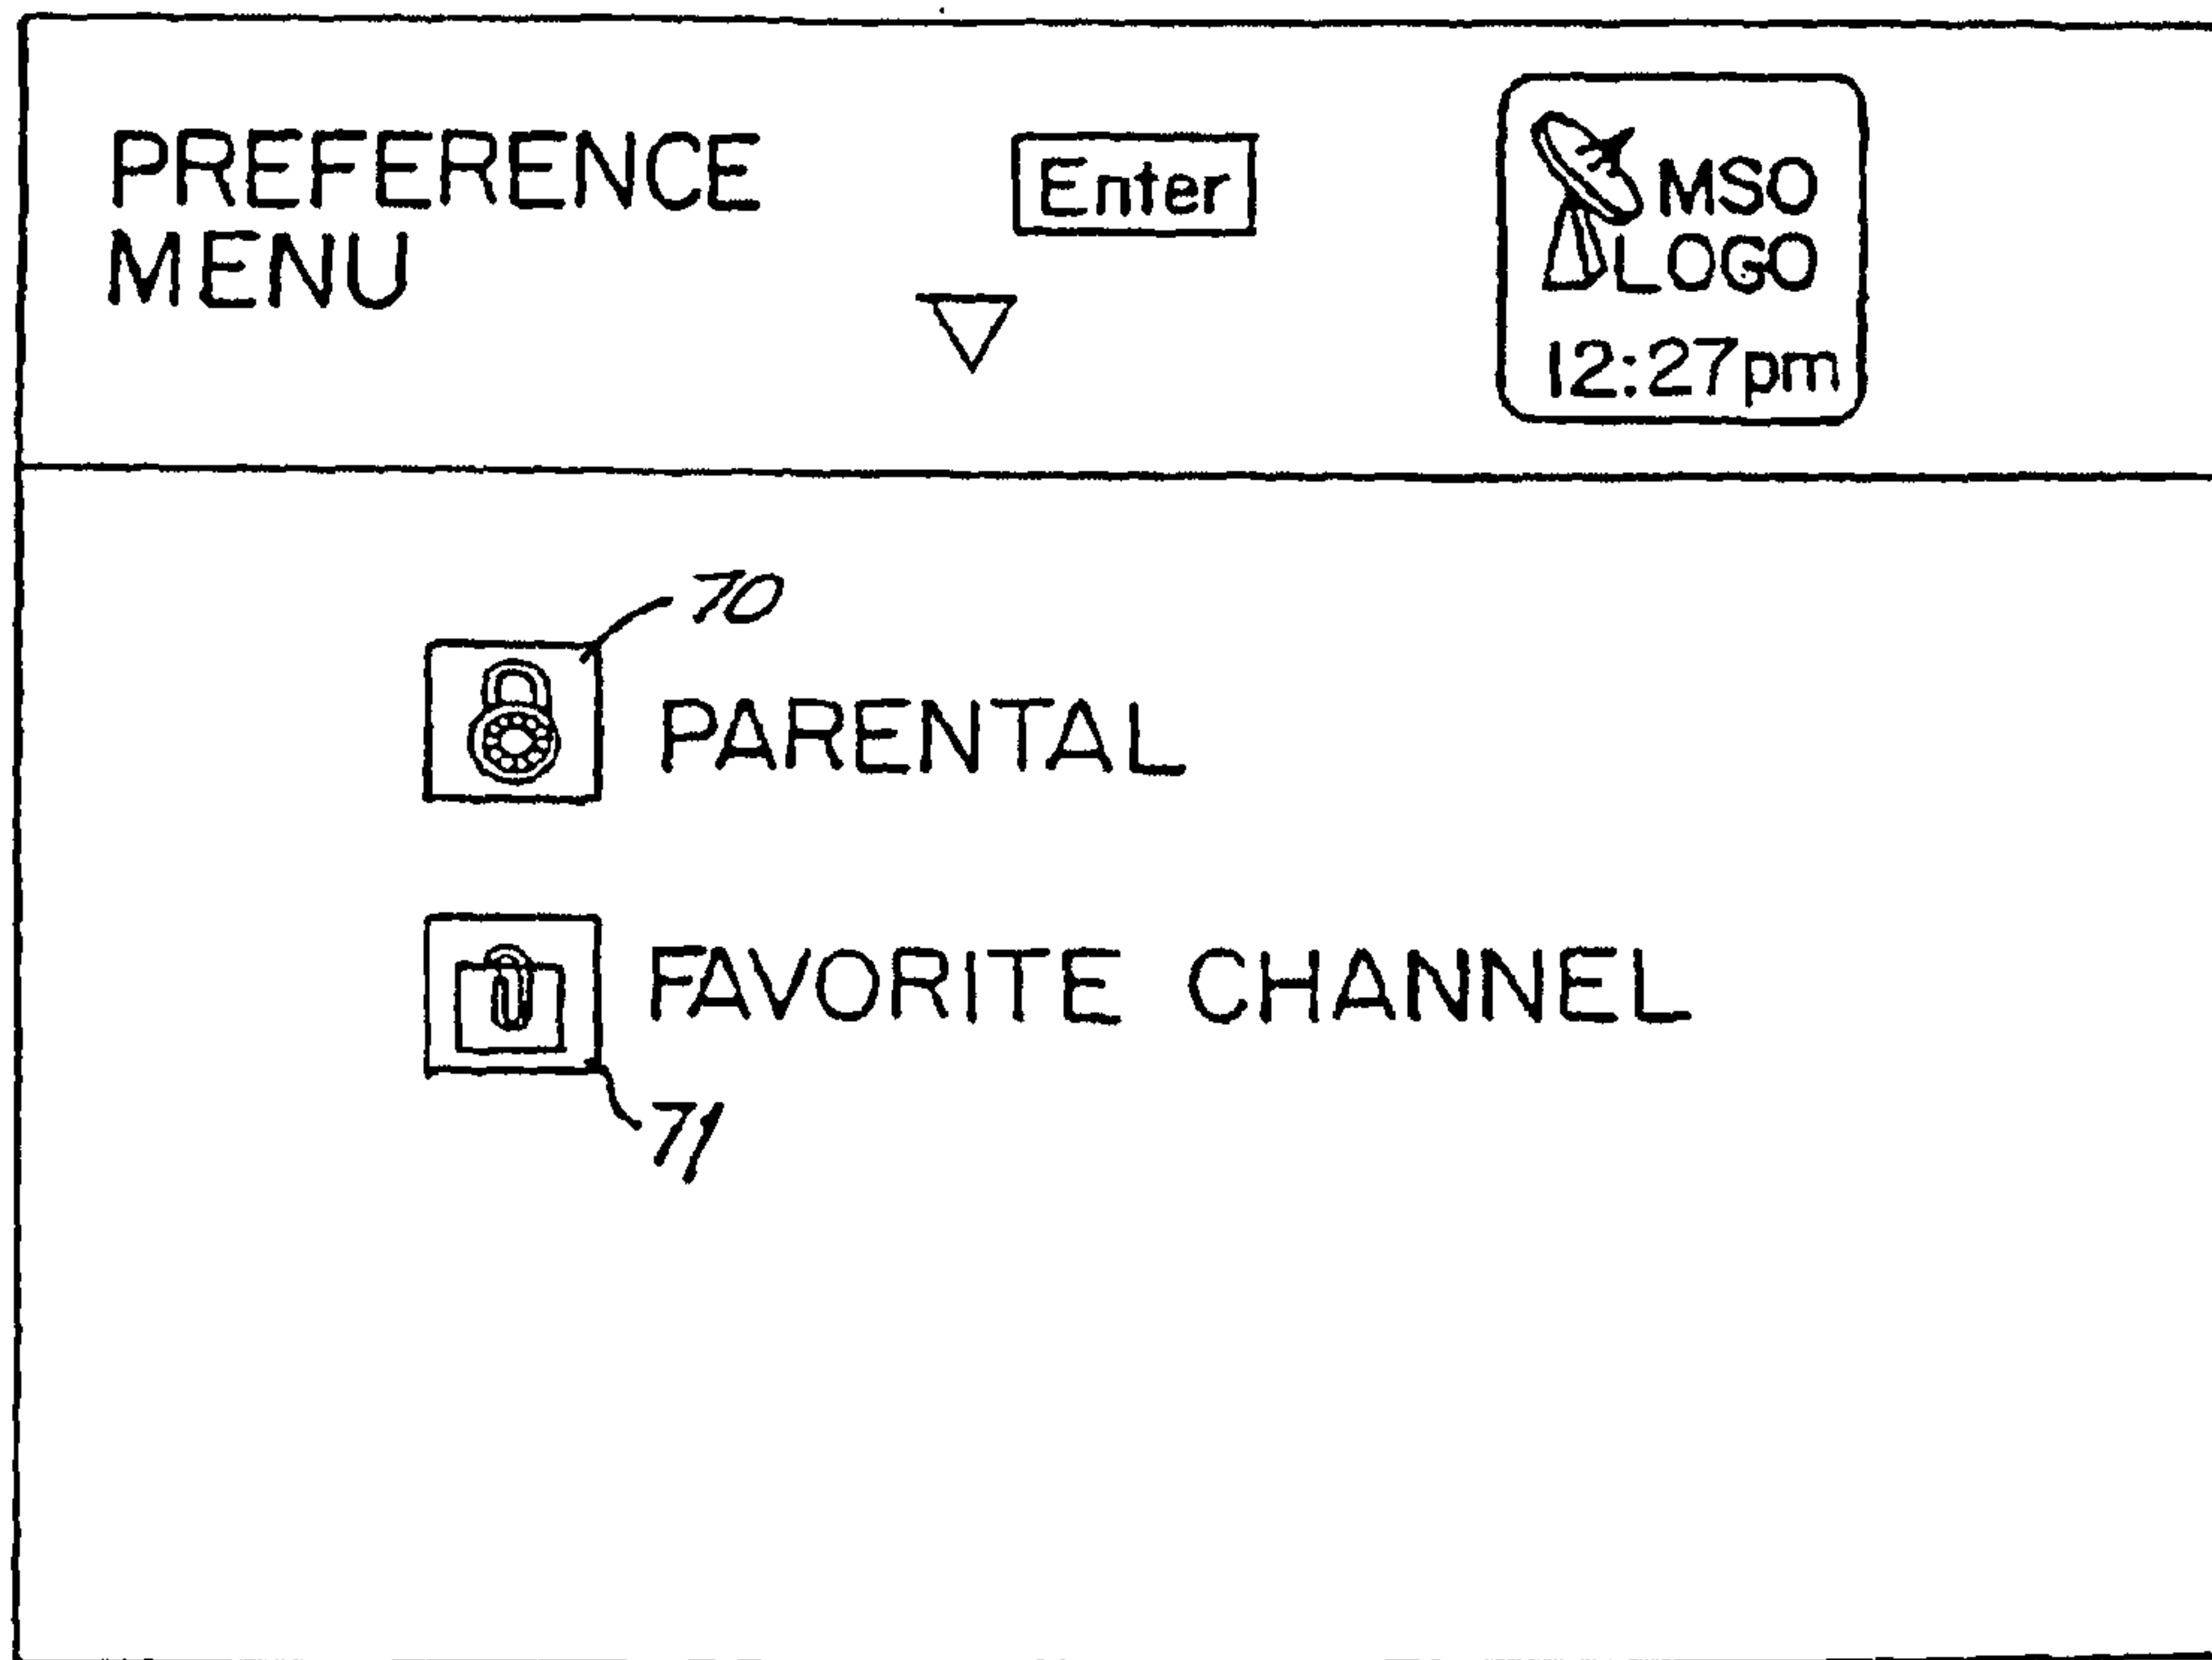 PREFERENCE
MENU
Enter
MSO
LOGO
12:27pm
70
PARENTAL
FAVORITE CHANNEL
71